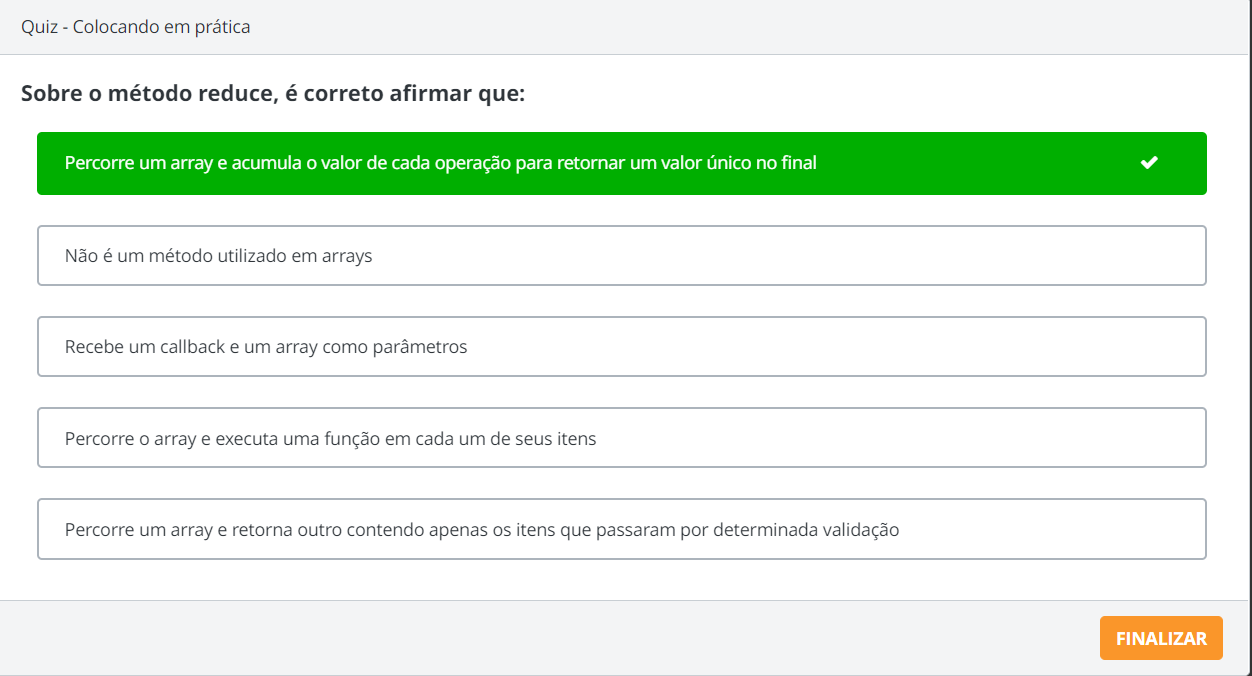 Quiz - Colocando em prática
Sobre o método reduce, é correto afirmar que:
Percorre um array e acumula o valor de cada operação para retornar um valor único no final
Não é um método utilizado em arrays
Recebe um callback e um array como parâmetros
Percorre o array e executa uma função em cada um de seus itens
Percorre um array e retorna outro contendo apenas os itens que passaram por determinada validação
FINALIZAR